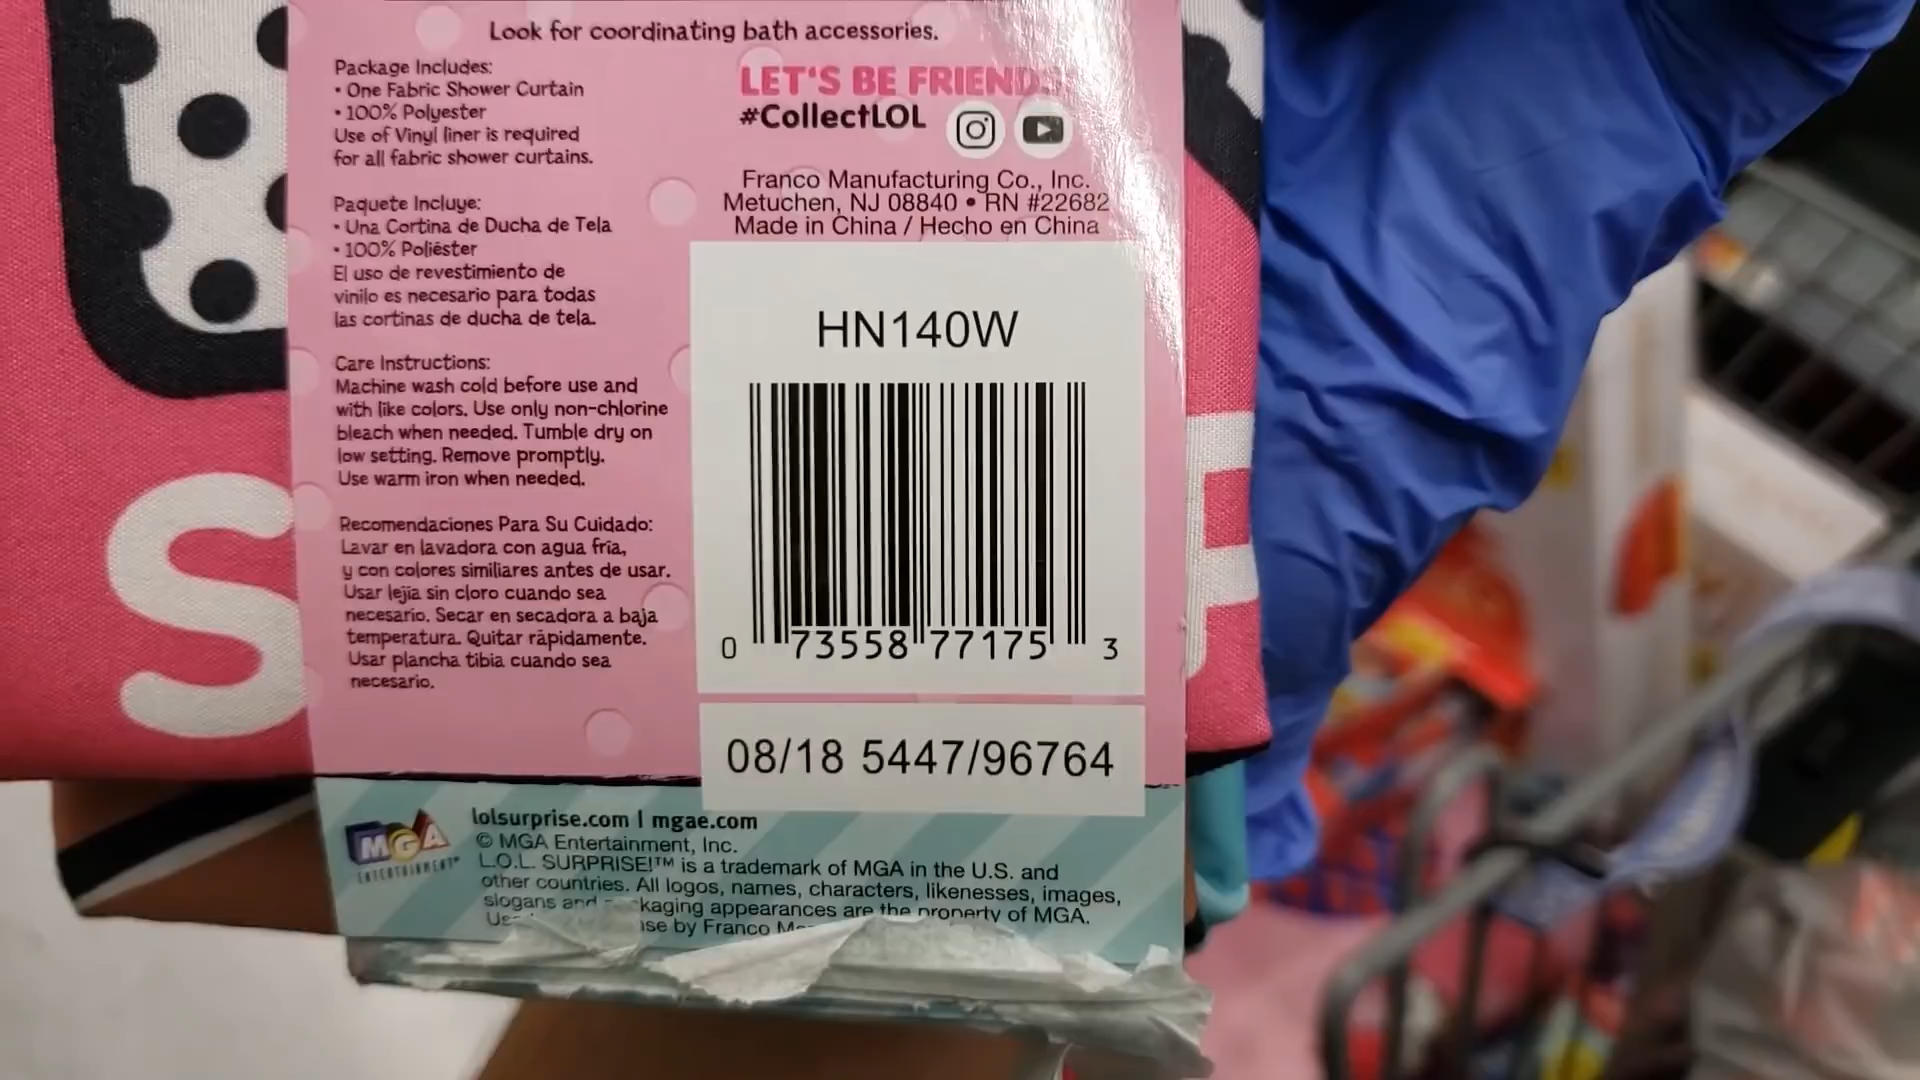 Look for coordinating bath accessories.
Package Includes:
• One Fabric Shower Curtain
• 100% Polyester
Use of Vinyl liner is required
for all fabric shower curtains.
Paquete Incluye:
• Una Cortina de Ducha de Tela
• 100% Poliéster
El uso de revestimiento de
vinilo es necesario para todas
las cortinas de ducha de tela.
Care Instructions:
Machine wash cold before use and
with like colors. Use only non-chlorine
bleach when needed. Tumble dry on
low setting. Remove promptly.
Use warm iron when needed.
Recomendaciones Para Su Cuidado:
Lavar en lavadora con agua fría,
y con colores similiares antes de usar.
Usar lejía sin cloro cuando sea
necesario. Secar en secadora a baja
temperatura. Quitar rápidamente.
Usar plancha tibia cuando sea
necesario.
LET'S BE FRIENDS
#CollectLOL
Franco Manufacturing Co., Inc.
Metuchen, NJ 08840 • RN #22682
Made in China / Hecho en China
HN140W
0 73558 77175 3
08/18 5447/96764
S
MGA
ENTERTAINMENT
lolsurprise.com | mgae.com
© MGA Entertainment, Inc.
L.O.L. SURPRISE!™ is a trademark of MGA in the U.S. and
other countries. All logos, names, characters, likenesses, images,
slogans and packaging appearances are the property of MGA.
by Franco